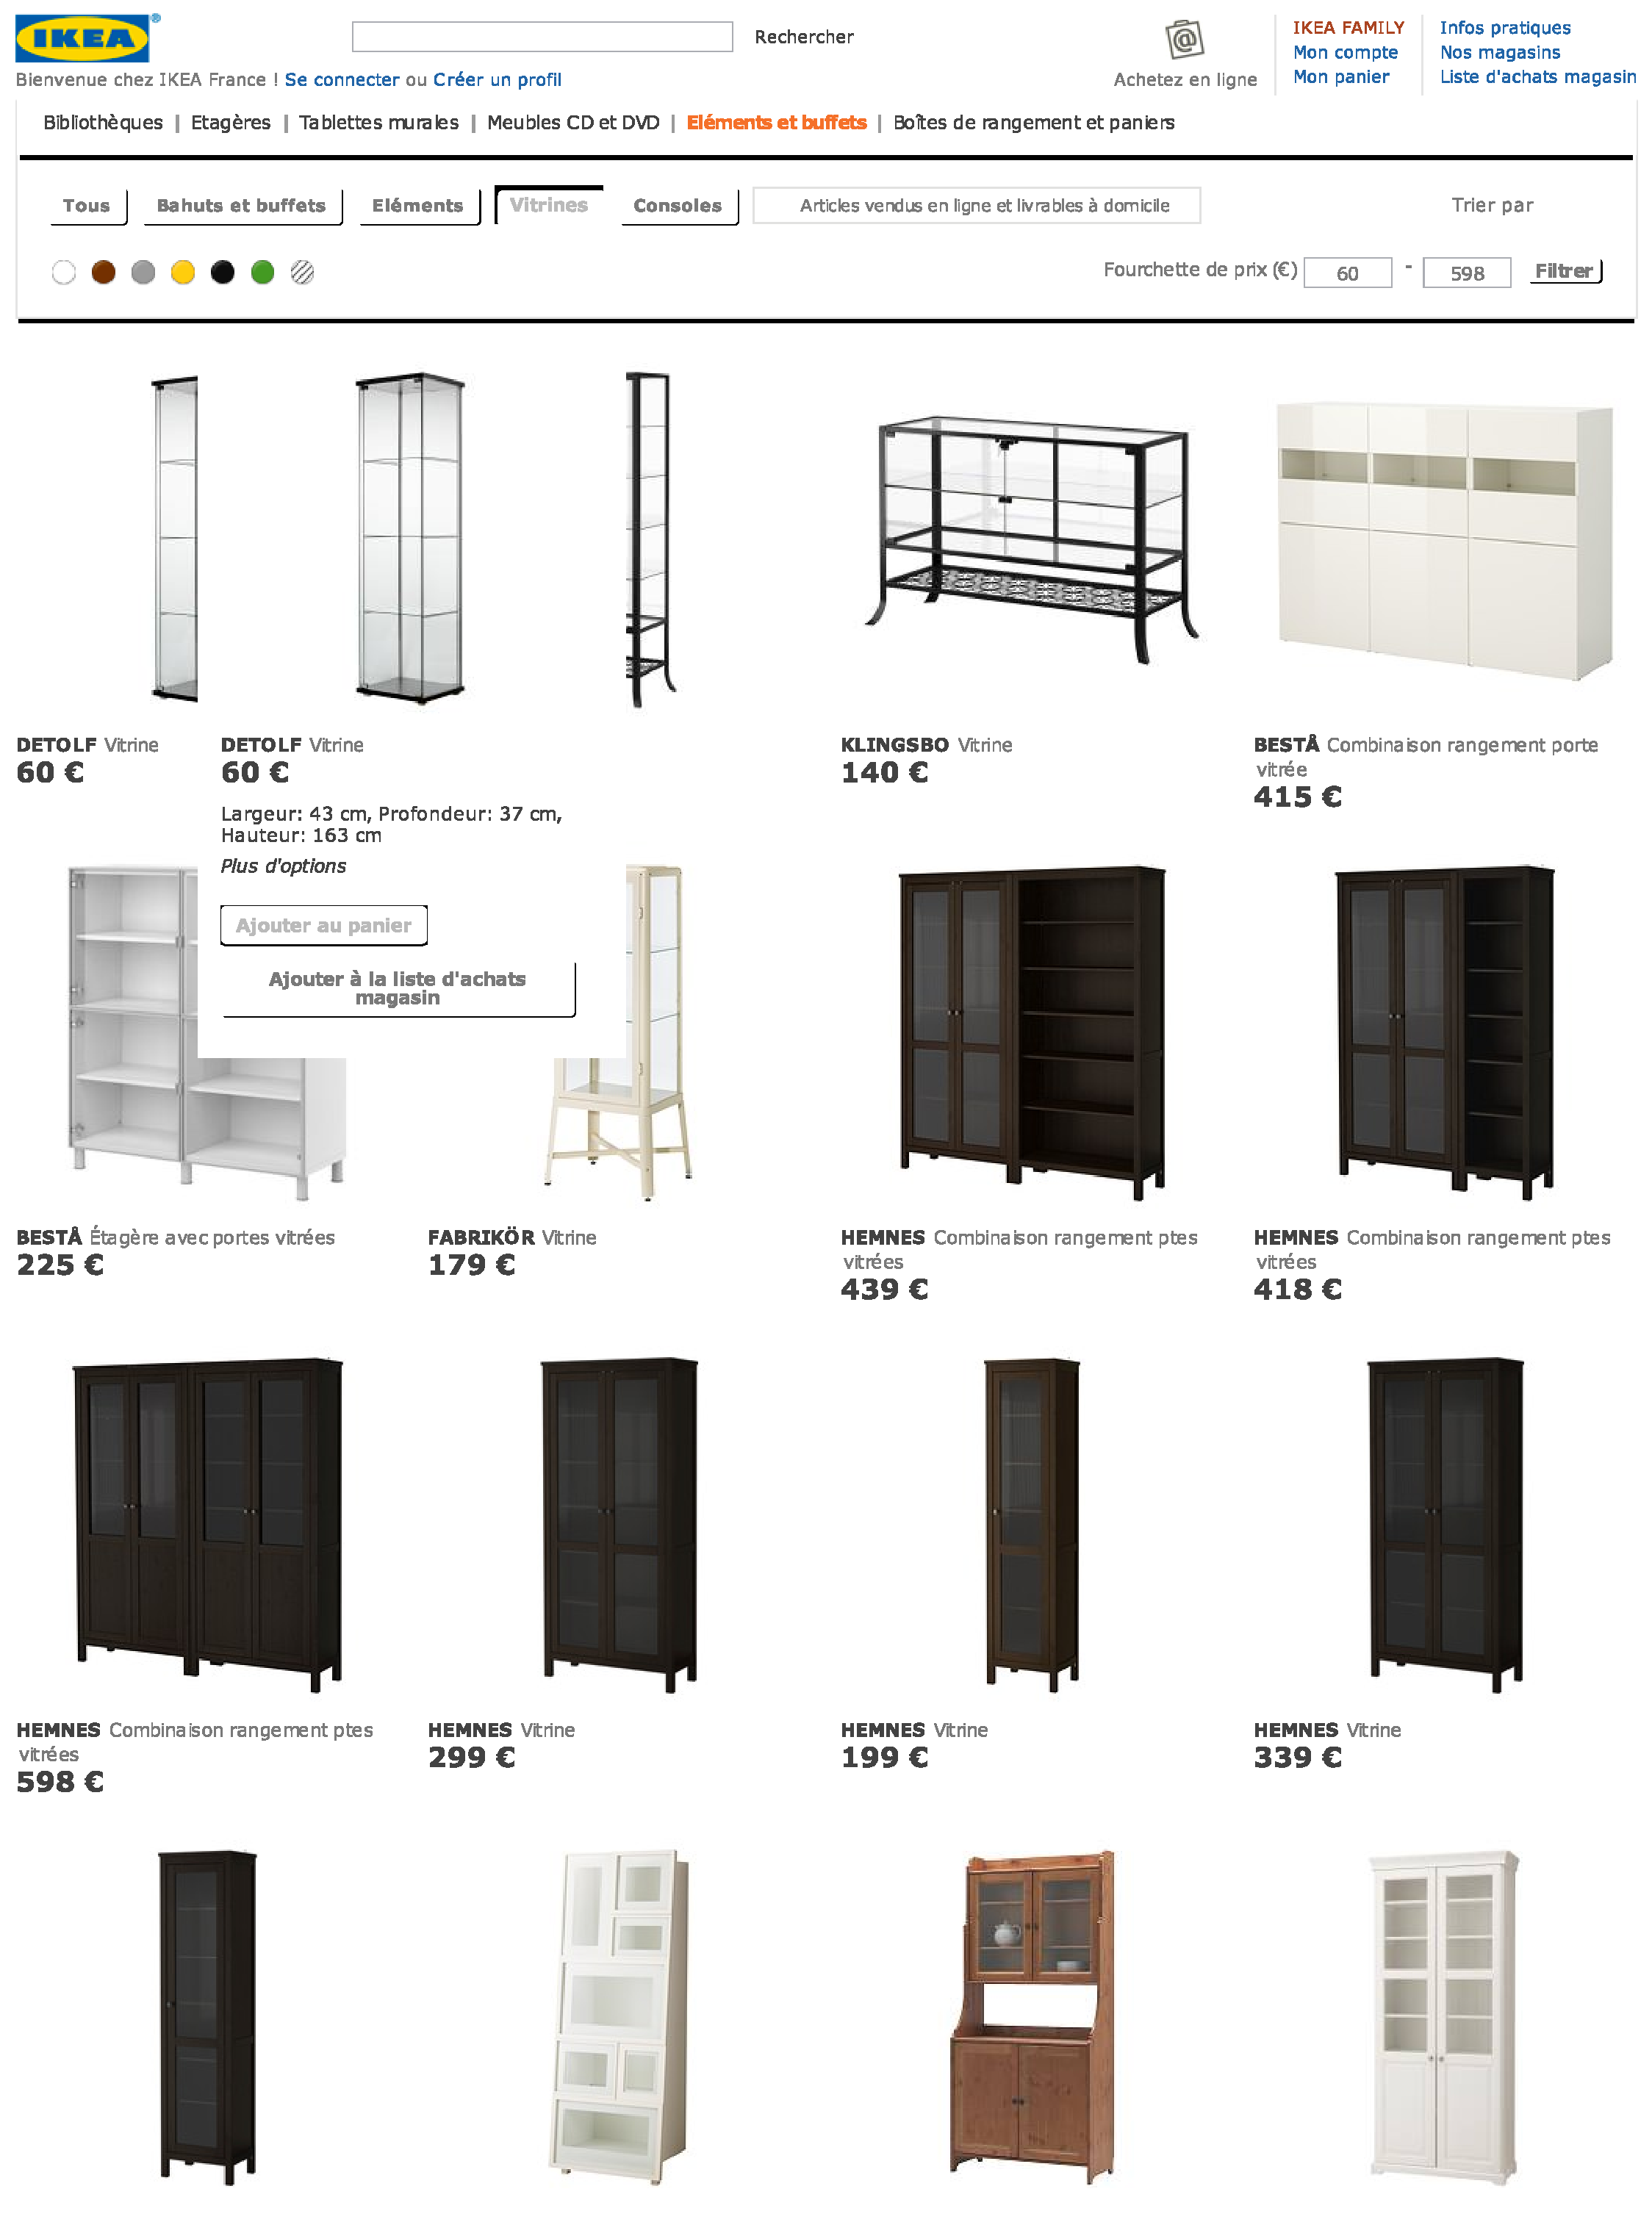 IKEA®
Rechercher
Bienvenue chez IKEA France ! Se connecter ou Créer un profil
Achetez en ligne
IKEA FAMILY
Mon compte
Mon panier
Infos pratiques
Nos magasins
Liste d'achats magasin
Bibliothèques | Etagères | Tablettes murales | Meubles CD et DVD | Eléments et buffets | Boîtes de rangement et paniers
Tous Bahuts et buffets Eléments Vitrines Consoles Articles vendus en ligne et livrables à domicile Trier par
Fourchette de prix (€) 60 - 598 Filtrer
DETOLF Vitrine
60 €
DETOLF Vitrine
60 €
Largeur: 43 cm, Profondeur: 37 cm,
Hauteur: 163 cm
Plus d'options
Ajouter au panier
Ajouter à la liste d'achats
magasin
KLINGSBO Vitrine
140 €
BESTÅ Combinaison rangement porte
vitrée
415 €
BESTÅ Étagère avec portes vitrées
225 €
FABRIKÖR Vitrine
179 €
HEMNES Combinaison rangement ptes
vitrées
439 €
HEMNES Combinaison rangement ptes
vitrées
418 €
HEMNES Combinaison rangement ptes
vitrées
598 €
HEMNES Vitrine
299 €
HEMNES Vitrine
199 €
HEMNES Vitrine
339 €